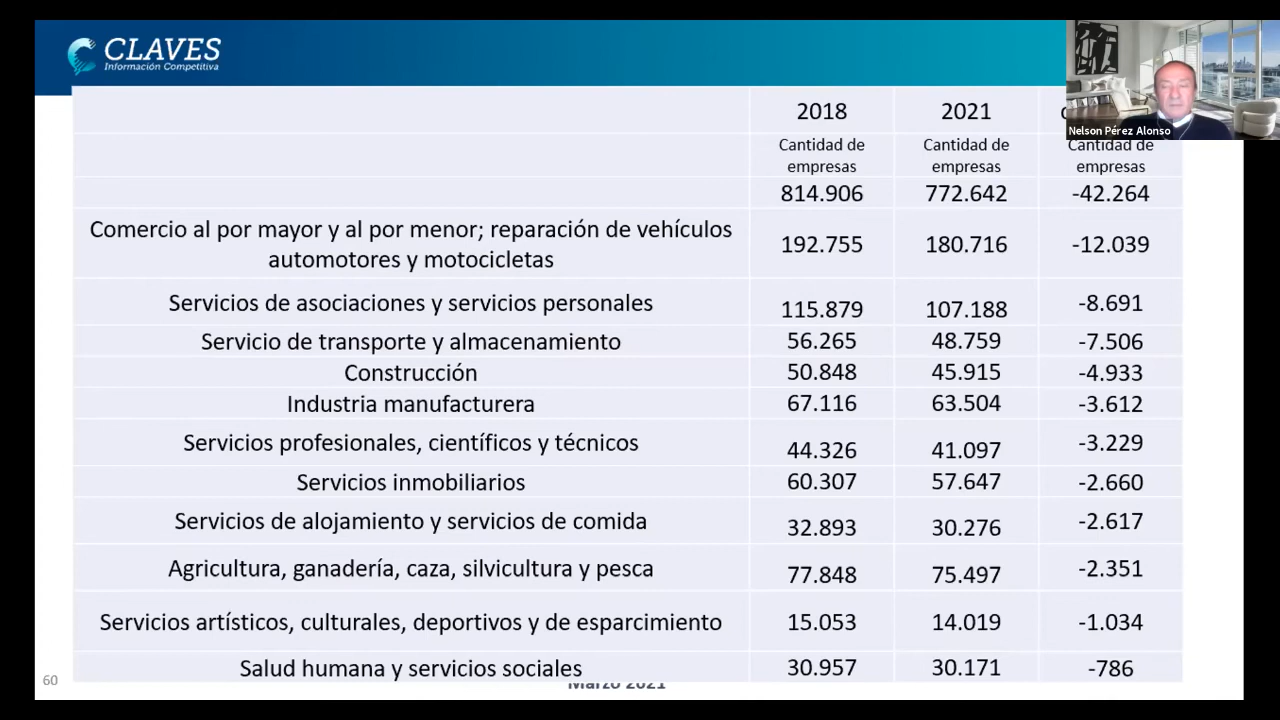 CLAVES
Información Competitiva
Nelson Pérez Alonso
2018 2021
Cantidad de empresas Cantidad de empresas Cantidad de empresas
814.906 772.642 -42.264
Comercio al por mayor y al por menor; reparación de vehículos
automotores y motocicletas 192.755 180.716 -12.039
Servicios de asociaciones y servicios personales 115.879 107.188 -8.691
Servicio de transporte y almacenamiento 56.265 48.759 -7.506
Construcción 50.848 45.915 -4.933
Industria manufacturera 67.116 63.504 -3.612
Servicios profesionales, científicos y técnicos 44.326 41.097 -3.229
Servicios inmobiliarios 60.307 57.647 -2.660
Servicios de alojamiento y servicios de comida 32.893 30.276 -2.617
Agricultura, ganadería, caza, silvicultura y pesca 77.848 75.497 -2.351
Servicios artísticos, culturales, deportivos y de esparcimiento 15.053 14.019 -1.034
Salud humana y servicios sociales 30.957 30.171 -786
60
Marzo 2021